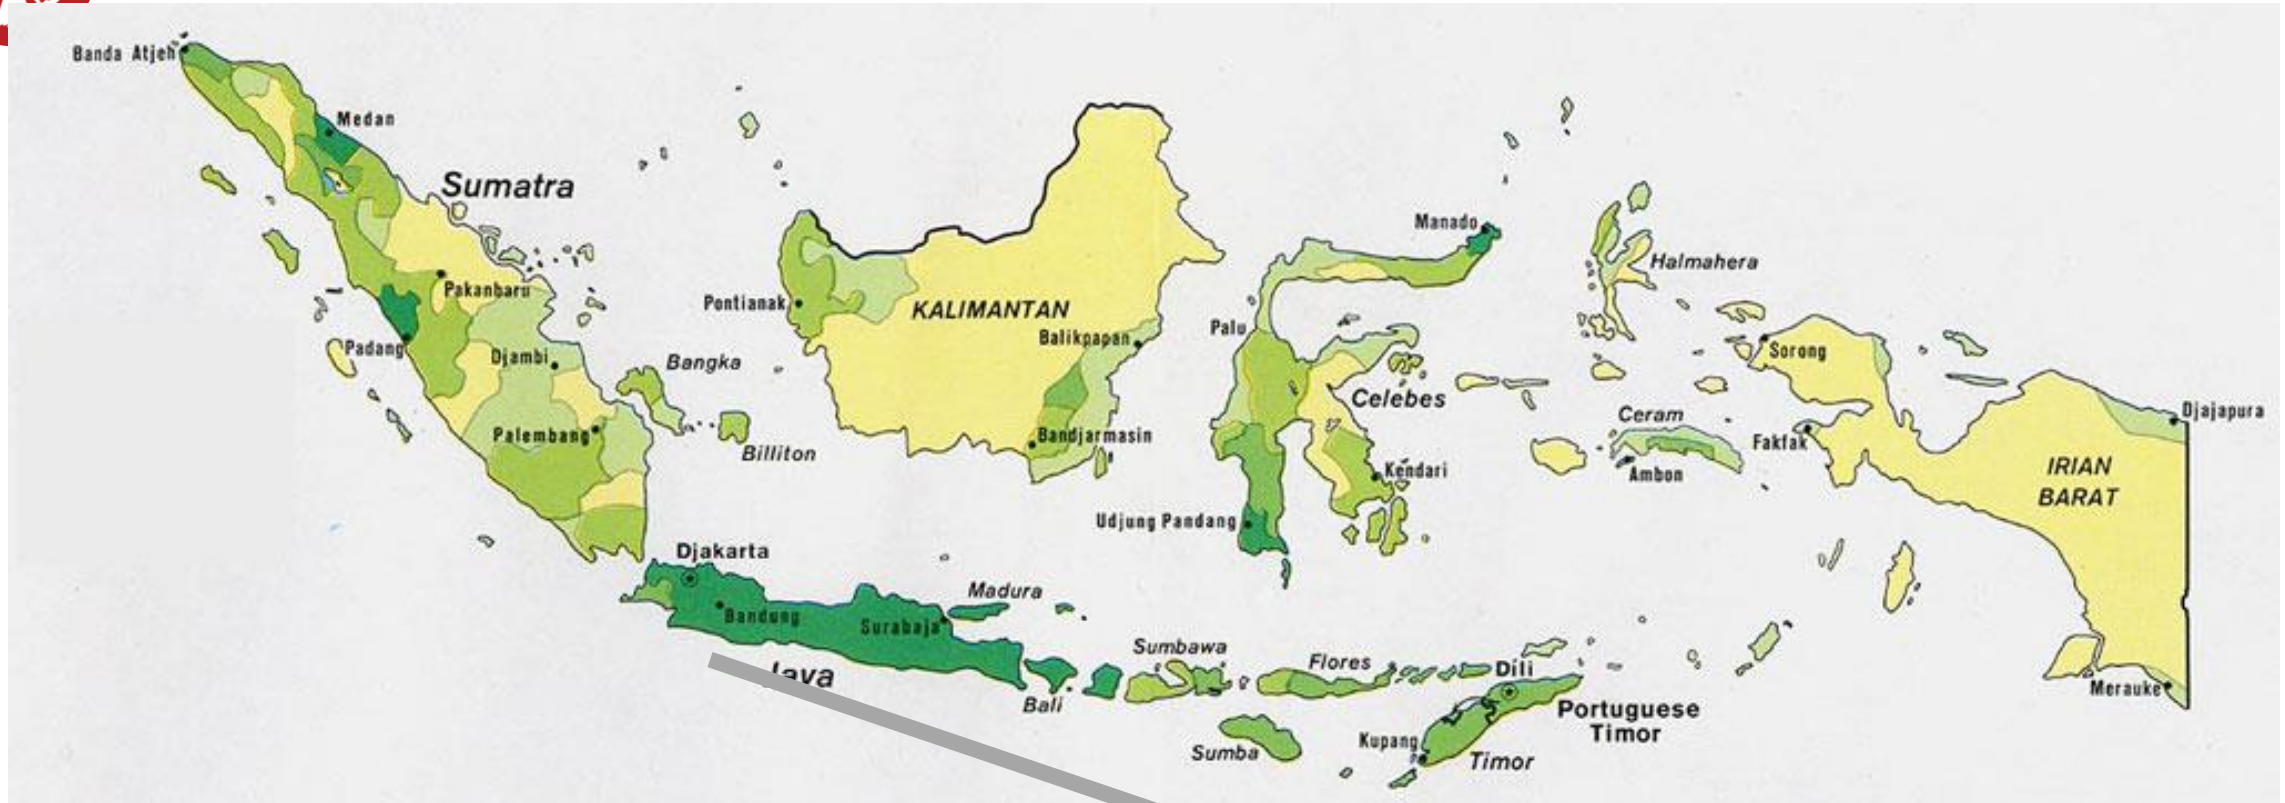 Banda Atjeh
Medan
Sumatra
Manado
Halmahera
Pakanbaru
Pontianak
KALIMANTAN
Balikpapan
Palu
Padang
Djambi
Bangka
Sorong
Celebes
Ceram
Djajapura
Palembang
Billiton
Bandjarmasin
Fakfak
Kendari
Ambon
IRIAN
BARAT
Udjung Pandang
Djakarta
Madura
Bandung
Surabaja
Sumbawa
Flores
Dili
Java
Bali
Merauke
Portuguese
Timor
Kupang
Sumba
Timor